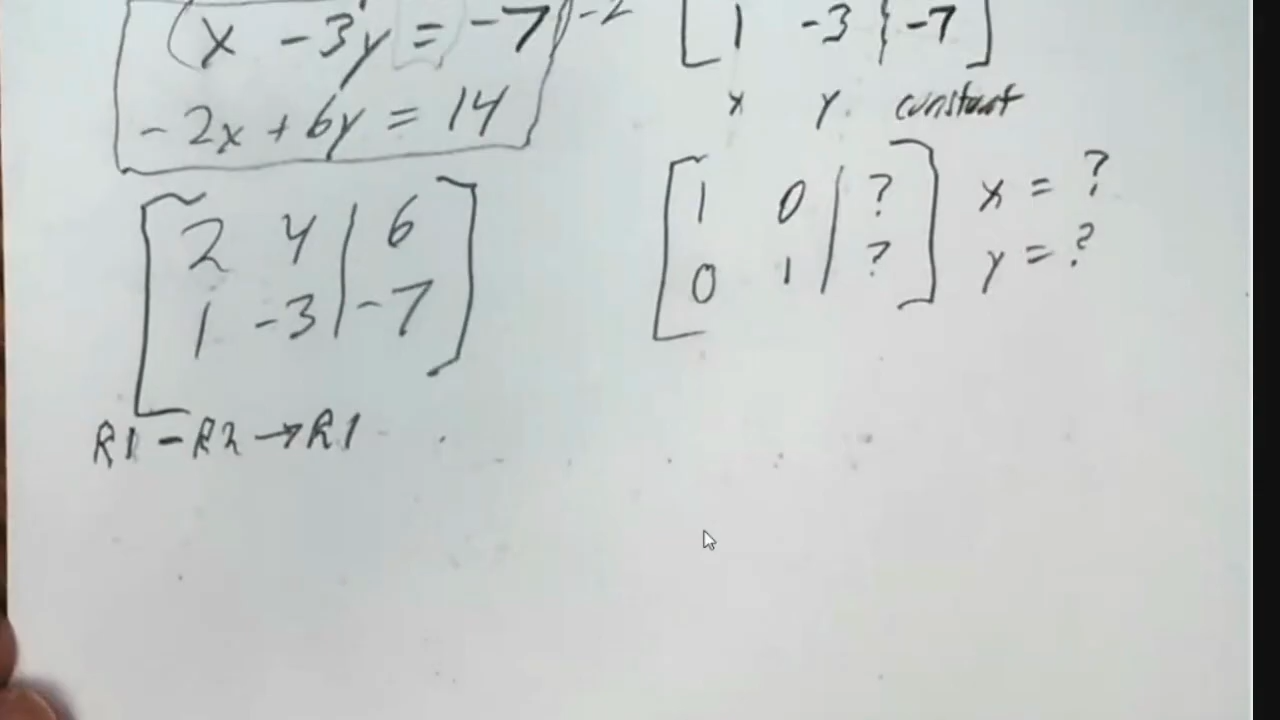 (x - 3y = -7) -2
-2x + 6y = 14
[2 4 | 6]
[1 -3 | -7]
R1 - R2 → R1
[1 -3 | -7]
x y constant
[1 0 | ?] x = ?
[0 1 | ?] y = ?